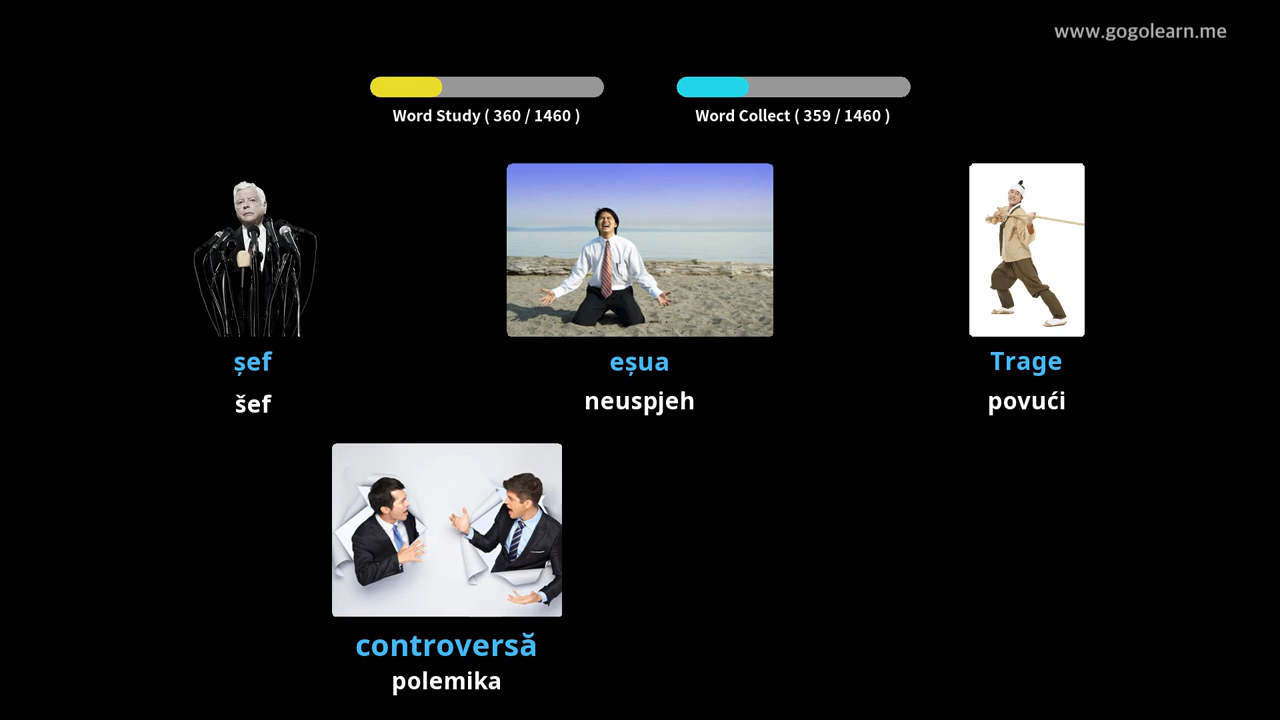 www.gogolearn.me
Word Study ( 360 / 1460 )
Word Collect ( 359 / 1460 )
șef
eșua
Trage
šef
neuspjeh
povući
controversă
polemika